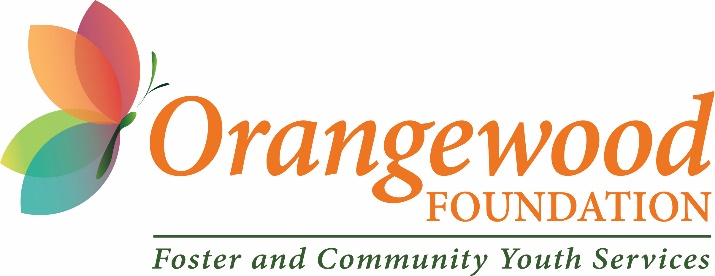 Orangewood
FOUNDATION
Foster and Community Youth Services